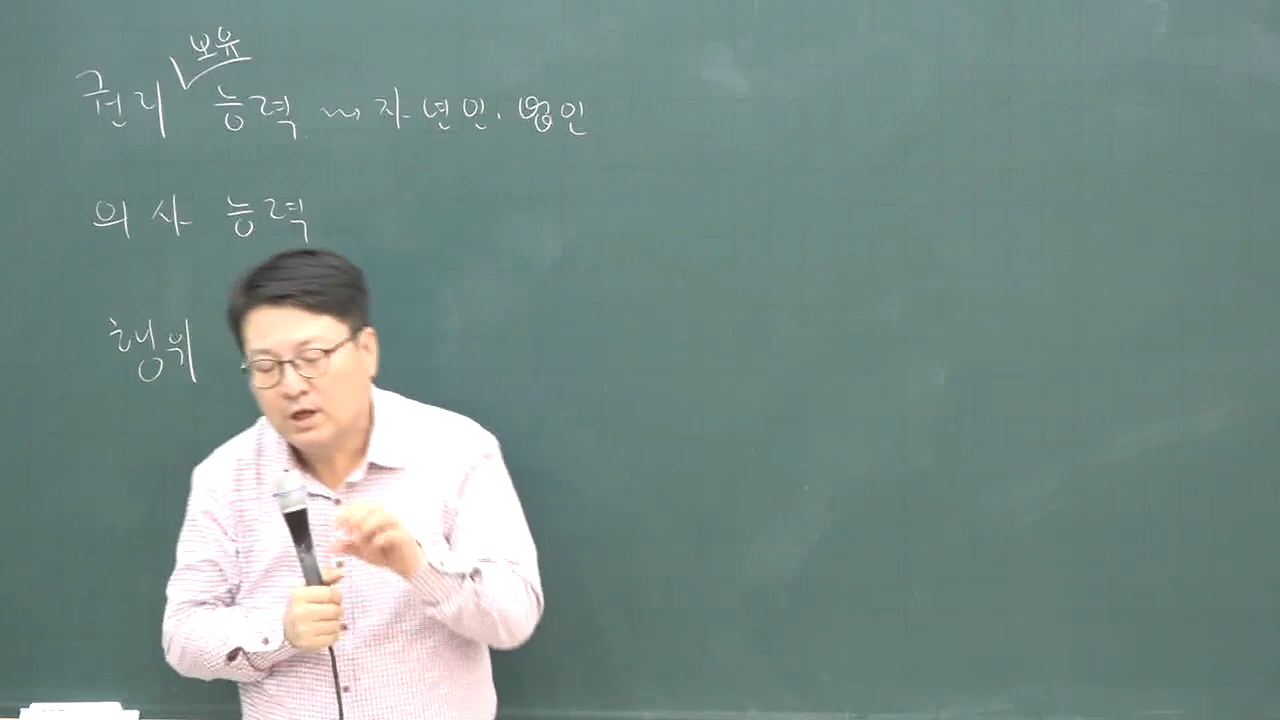 보유
권리 ∨ 능력 ⇝ 자연인. 법인
의사 능력
행위